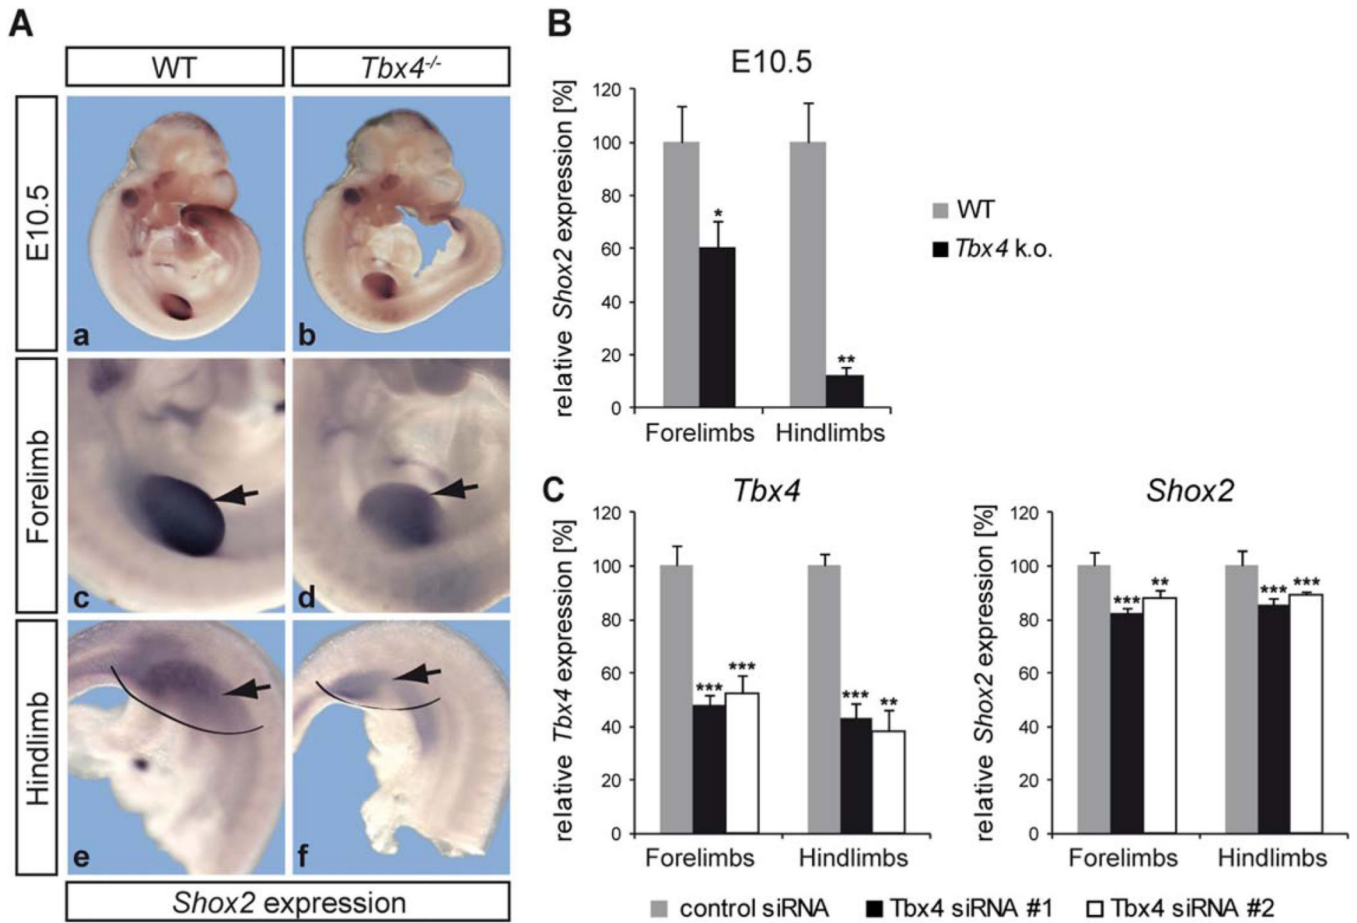 A
WT
Tbx4-/-
E10.5
a
b
Forelimb
c
d
Hindlimb
e
f
Shox2 expression
B
E10.5
relative Shox2 expression [%]
120
100
80
60
40
20
0
*
**
Forelimbs
Hindlimbs
WT
Tbx4 k.o.
C
Tbx4
relative Tbx4 expression [%]
120
100
80
60
40
20
0
*** *** *** **
Forelimbs
Hindlimbs
Shox2
relative Shox2 expression [%]
120
100
80
60
40
20
0
*** ** *** ***
Forelimbs
Hindlimbs
control siRNA
Tbx4 siRNA #1
Tbx4 siRNA #2